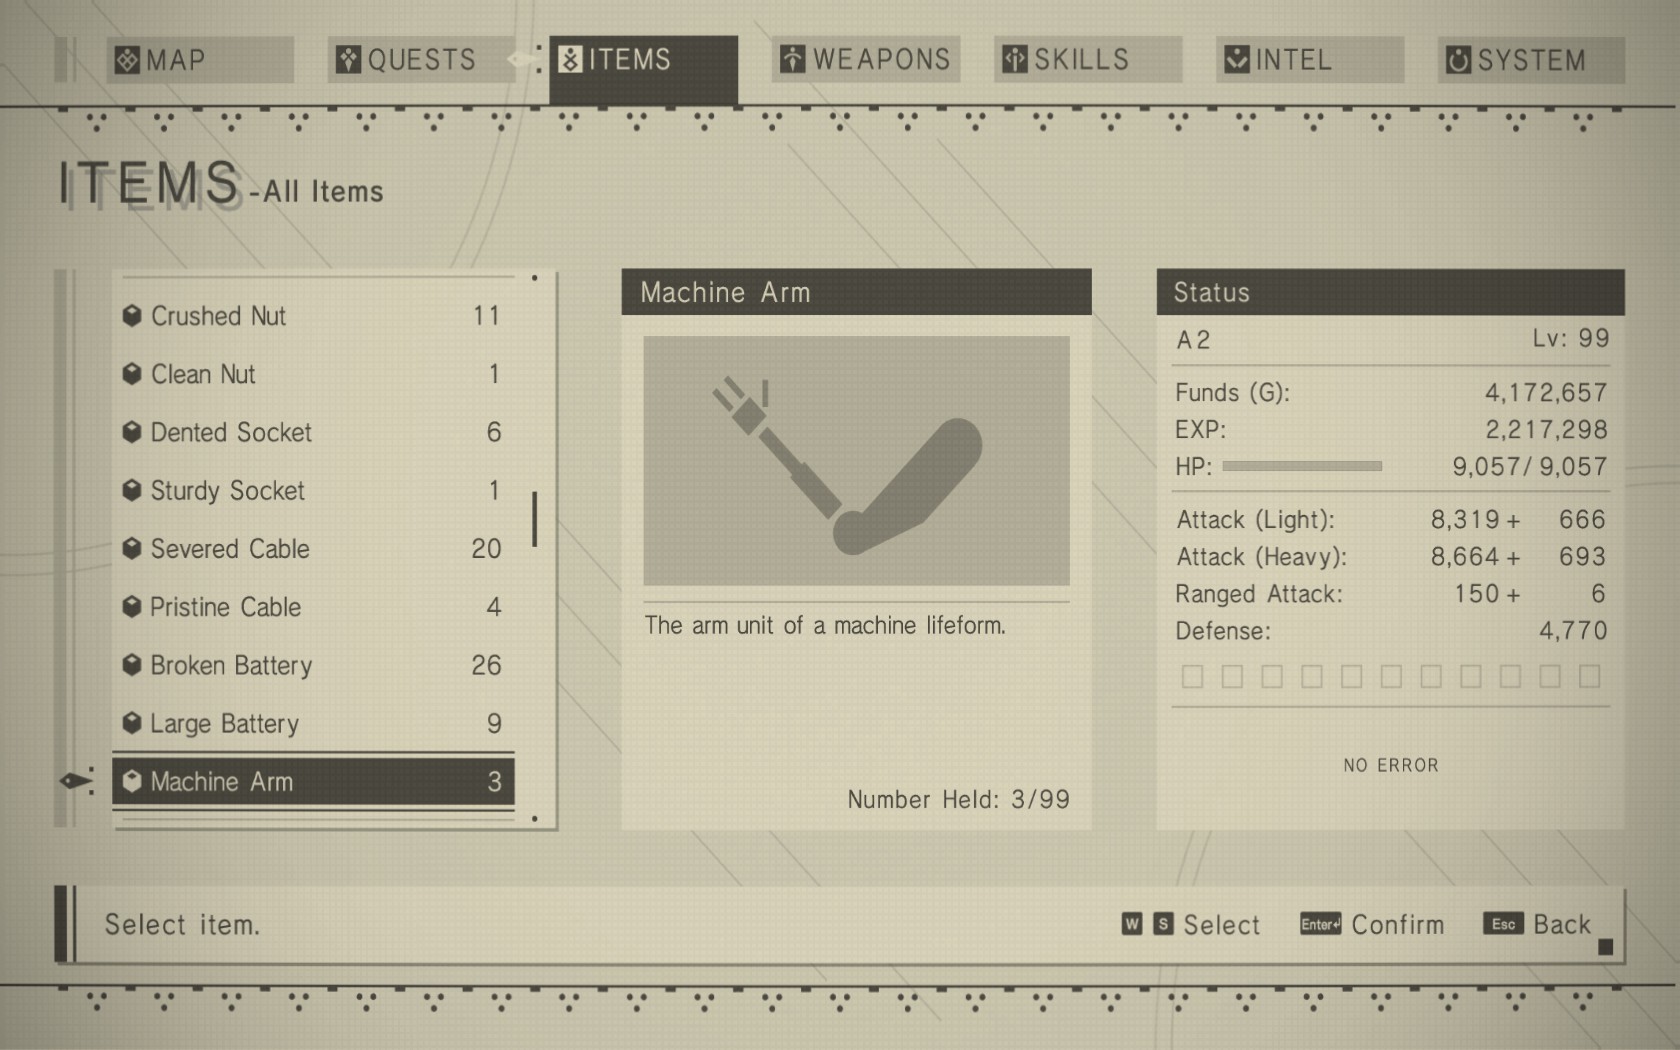 MAP QUESTS ITEMS WEAPONS SKILLS INTEL SYSTEM
ITEMS -All Items
Crushed Nut 11
Clean Nut 1
Dented Socket 6
Sturdy Socket 1
Severed Cable 20
Pristine Cable 4
Broken Battery 26
Large Battery 9
Machine Arm 3
Machine Arm
The arm unit of a machine lifeform.
Number Held: 3/99
Status
A2 Lv: 99
Funds (G): 4,172,657
EXP: 2,217,298
HP: 9,057/ 9,057
Attack (Light): 8,319 + 666
Attack (Heavy): 8,664 + 693
Ranged Attack: 150 + 6
Defense: 4,770
NO ERROR
Select item.
W S Select Enter↵ Confirm Esc Back